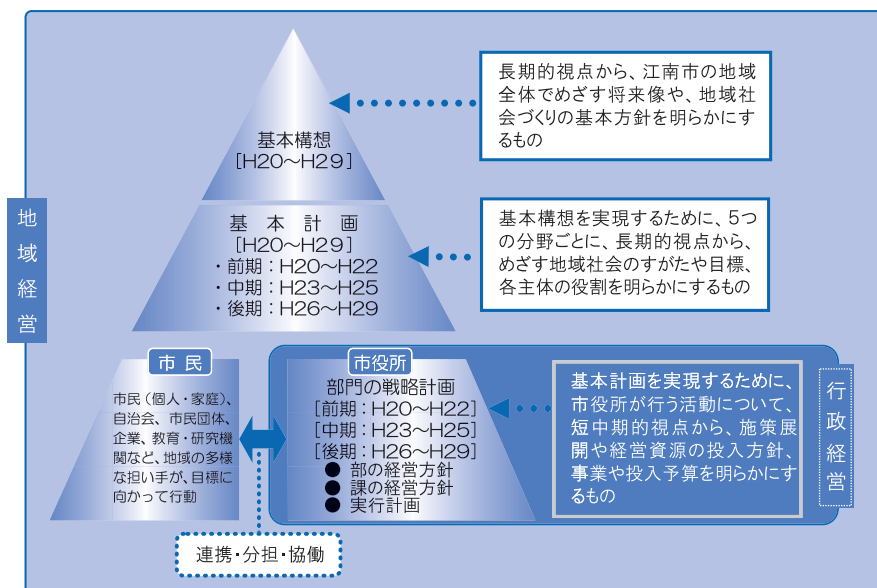 地域経営
基本構想
[H20～H29]
長期的視点から、江南市の地域
全体でめざす将来像や、地域社
会づくりの基本方針を明らかにす
るもの
基本計画
[H20～H29]
・前期：H20～H22
・中期：H23～H25
・後期：H26～H29
基本構想を実現するために、5つ
の分野ごとに、長期的視点から、
めざす地域社会のすがたや目標、
各主体の役割を明らかにするもの
市民
市民（個人・家庭）、
自治会、市民団体、
企業、教育・研究機
関など、地域の多様
な担い手が、目標に
向かって行動
市役所
部門の戦略計画
[前期：H20～H22]
[中期：H23～H25]
[後期：H26～H29]
● 部の経営方針
● 課の経営方針
● 実行計画
基本計画を実現するために、
市役所が行う活動について、
短中期的視点から、施策展
開や経営資源の投入方針、
事業や投入予算を明らかにす
るもの
行政経営
連携・分担・協働